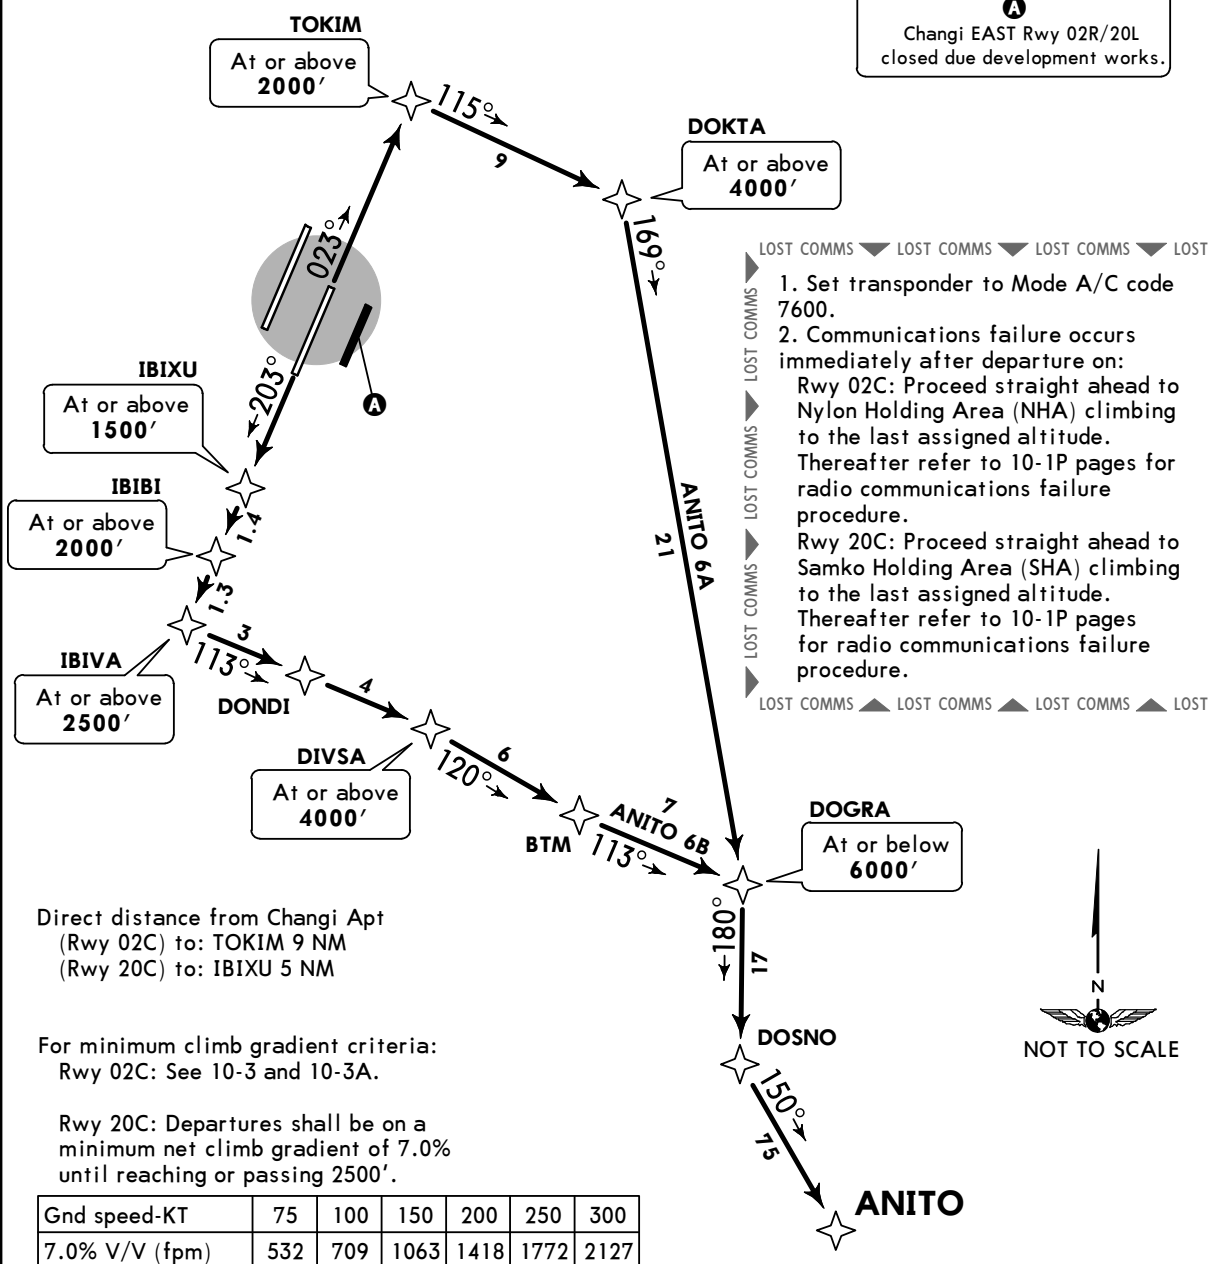 A
Changi EAST Rwy 02R/20L
closed due development works.
TOKIM
At or above
2000'
115°
9
DOKTA
At or above
4000'
023°
169°
LOST COMMS LOST COMMS LOST COMMS LOST
LOST COMMS
LOST COMMS
LOST COMMS
1. Set transponder to Mode A/C code
7600.
2. Communications failure occurs
immediately after departure on:
Rwy 02C: Proceed straight ahead to
Nylon Holding Area (NHA) climbing
to the last assigned altitude.
Thereafter refer to 10-1P pages for
radio communications failure
procedure.
Rwy 20C: Proceed straight ahead to
Samko Holding Area (SHA) climbing
to the last assigned altitude.
Thereafter refer to 10-1P pages
for radio communications failure
procedure.
LOST COMMS LOST COMMS LOST COMMS LOST
A
203°
IBIXU
At or above
1500'
1.4
IBIBI
At or above
2000'
1.3
IBIVA
At or above
2500'
3
113°
DONDI
4
DIVSA
At or above
4000'
6
120°
BTM
7
ANITO 6B
113°
ANITO 6A
21
DOGRA
At or below
6000'
180°
17
DOSNO
150°
75
ANITO
N
NOT TO SCALE
Direct distance from Changi Apt
(Rwy 02C) to: TOKIM 9 NM
(Rwy 20C) to: IBIXU 5 NM
For minimum climb gradient criteria:
Rwy 02C: See 10-3 and 10-3A.
Rwy 20C: Departures shall be on a
minimum net climb gradient of 7.0%
until reaching or passing 2500'.
Gnd speed-KT 75 100 150 200 250 300
7.0% V/V (fpm) 532 709 1063 1418 1772 2127